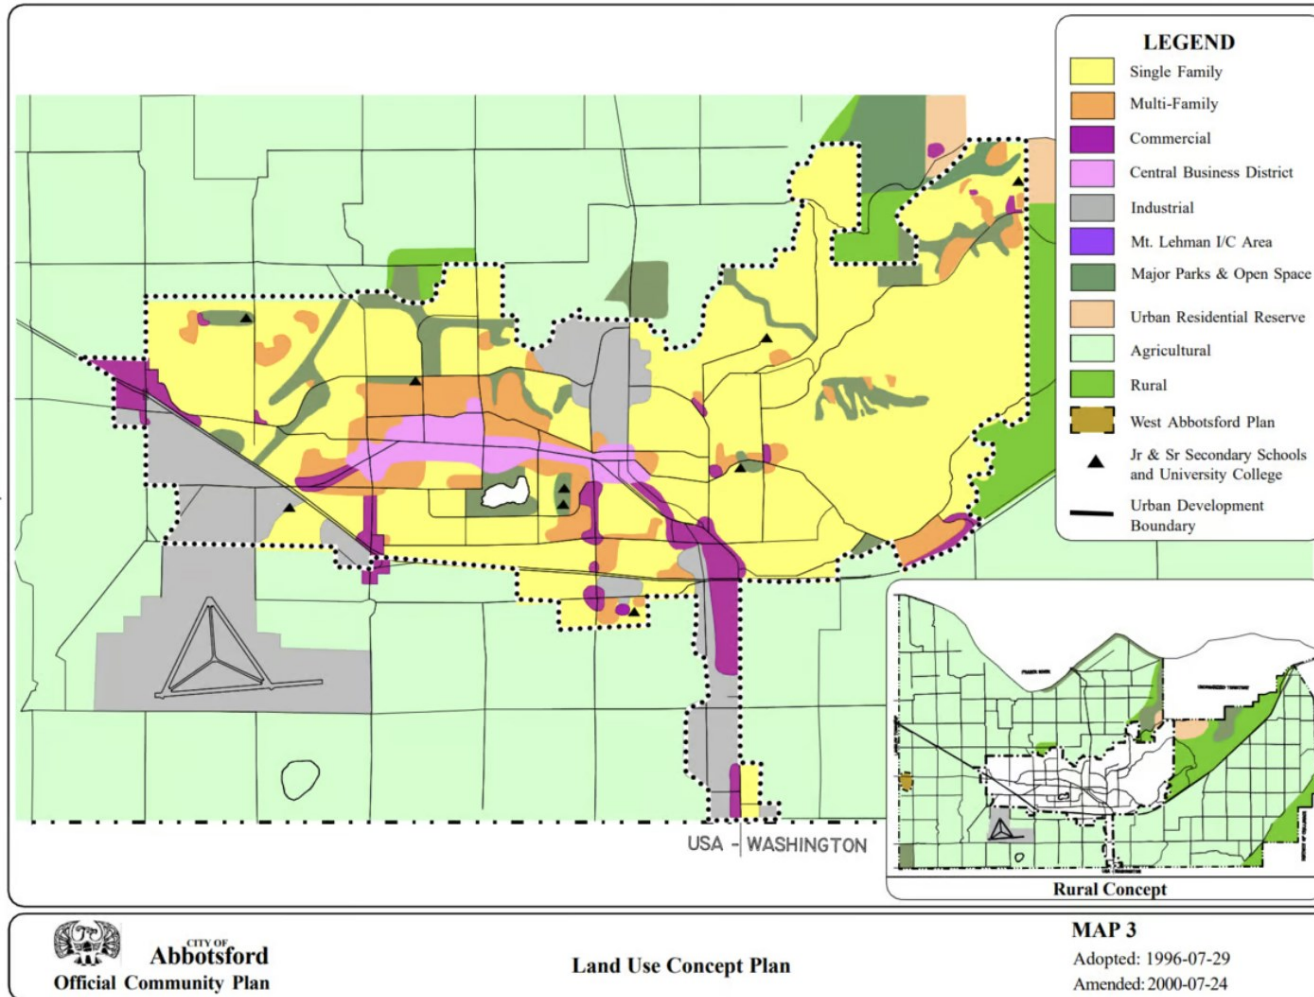 LEGEND
Single Family
Multi-Family
Commercial
Central Business District
Industrial
Mt. Lehman I/C Area
Major Parks & Open Space
Urban Residential Reserve
Agricultural
Rural
West Abbotsford Plan
Jr & Sr Secondary Schools
and University College
Urban Development
Boundary
USA - WASHINGTON
Rural Concept
CITY OF
Abbotsford
Official Community Plan
Land Use Concept Plan
MAP 3
Adopted: 1996-07-29
Amended: 2000-07-24